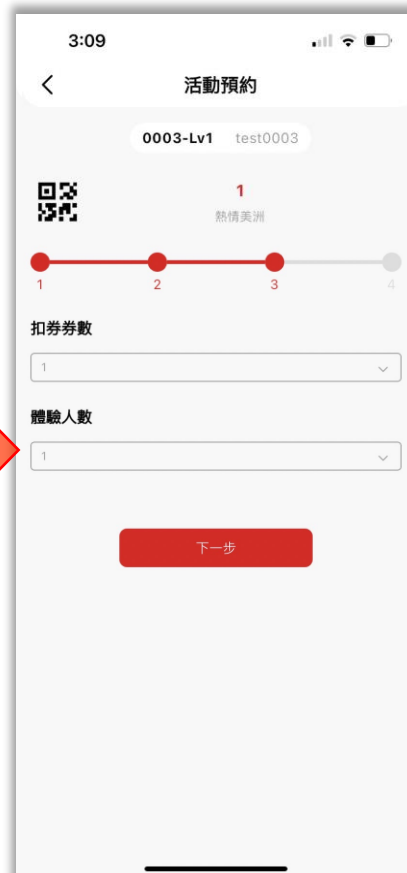 3:09
活動預約
0003-Lv1 test0003
1
熱情美洲
1 2 3 4
扣券券數
1
體驗人數
1
下一步